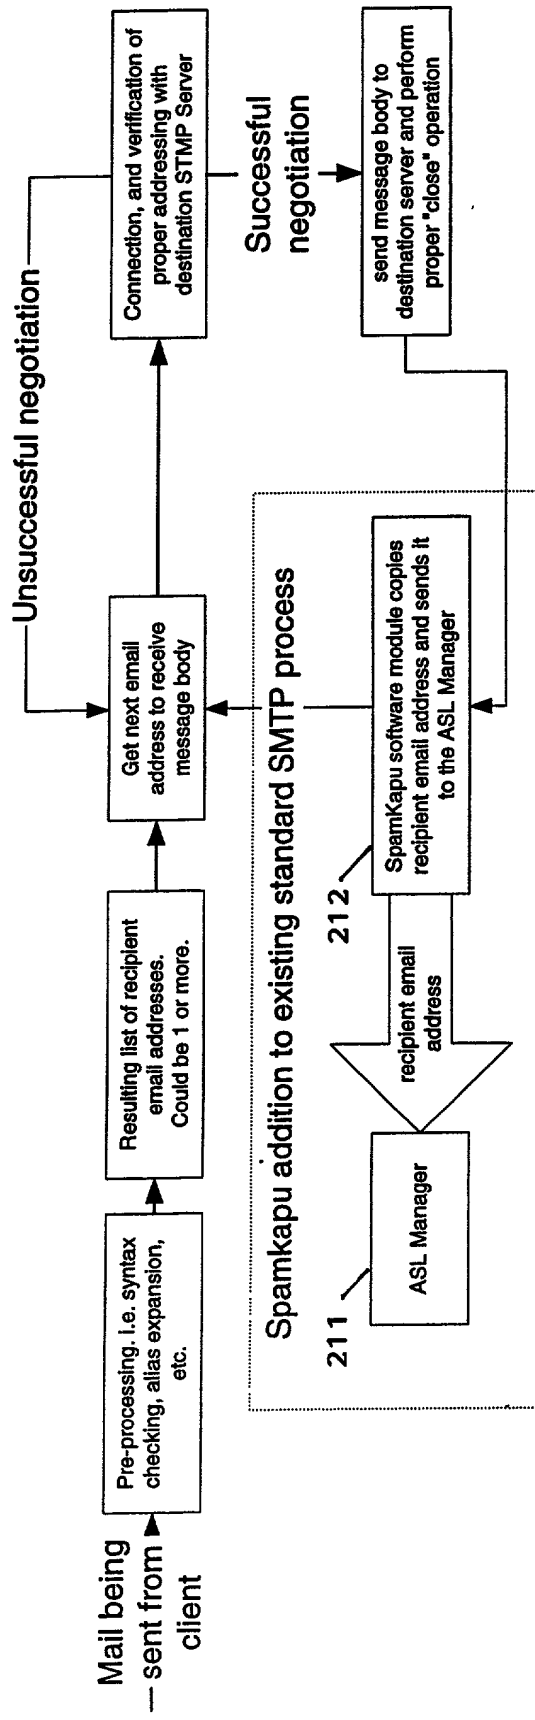 Mail being
sent from
client
Pre-processing. i.e. syntax
checking, alias expansion,
etc.
Resulting list of recipient
email addresses.
Could be 1 or more.
Get next email
address to receive
message body
Unsuccessful negotiation
Connection, and verification of
proper addressing with
destination STMP Server
Successful
negotiation
send message body to
destination server and perform
proper "close" operation
Spamkapu addition to existing standard SMTP process
212
SpamKapu software module copies
recipient email address and sends it
to the ASL Manager
recipient email
address
211
ASL Manager